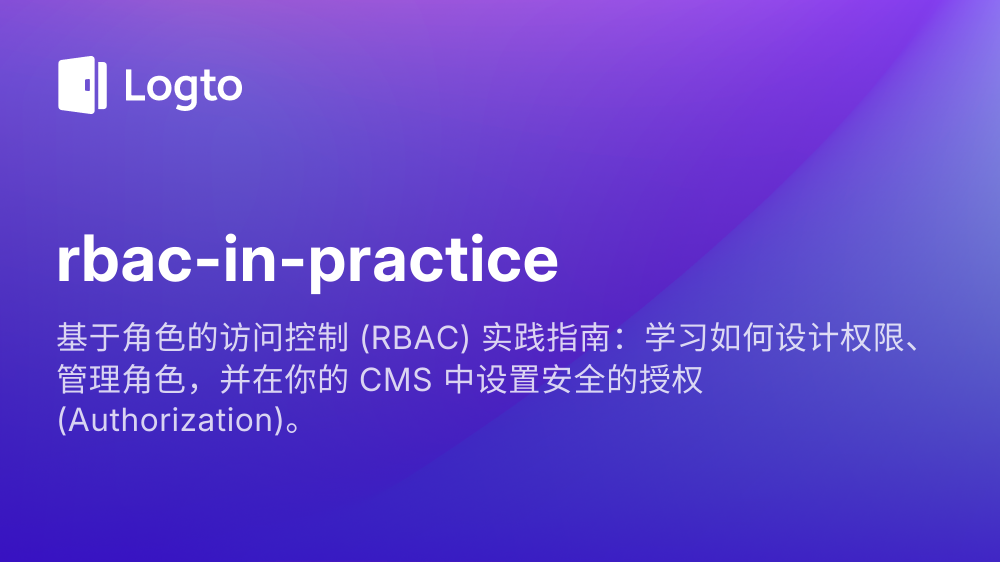 Logto
rbac-in-practice
基于角色的访问控制 (RBAC) 实践指南：学习如何设计权限、
管理角色，并在你的 CMS 中设置安全的授权
(Authorization)。